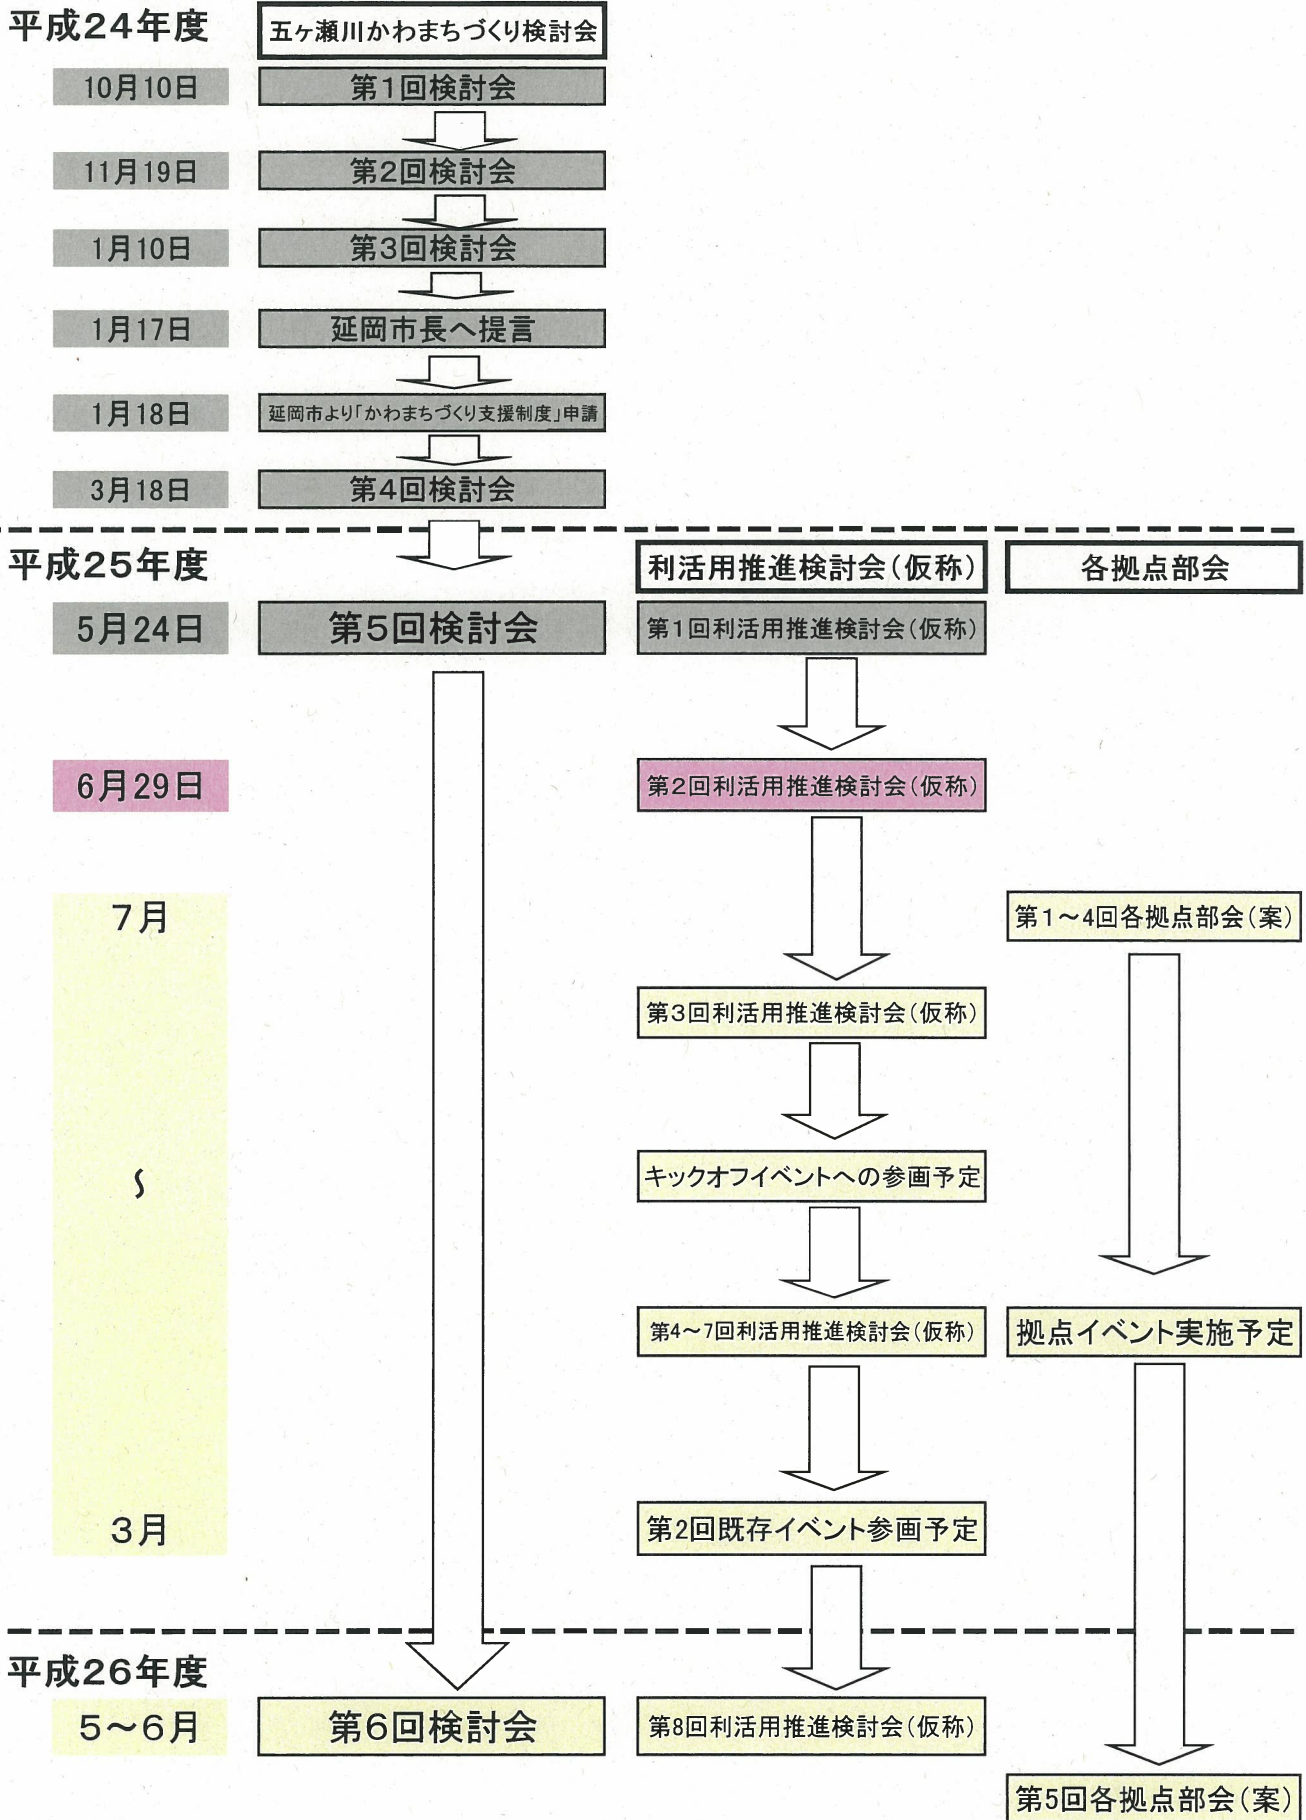 平成24年度
五ヶ瀬川かわまちづくり検討会
10月10日
第1回検討会
11月19日
第2回検討会
1月10日
第3回検討会
1月17日
延岡市長へ提言
1月18日
延岡市より「かわまちづくり支援制度」申請
3月18日
第4回検討会
平成25年度
利活用推進検討会(仮称)
各拠点部会
5月24日
第5回検討会
第1回利活用推進検討会(仮称)
6月29日
第2回利活用推進検討会(仮称)
7月
第1～4回各拠点部会(案)
第3回利活用推進検討会(仮称)
～
キックオフイベントへの参画予定
第4～7回利活用推進検討会(仮称)
拠点イベント実施予定
3月
第2回既存イベント参画予定
平成26年度
5～6月
第6回検討会
第8回利活用推進検討会(仮称)
第5回各拠点部会(案)